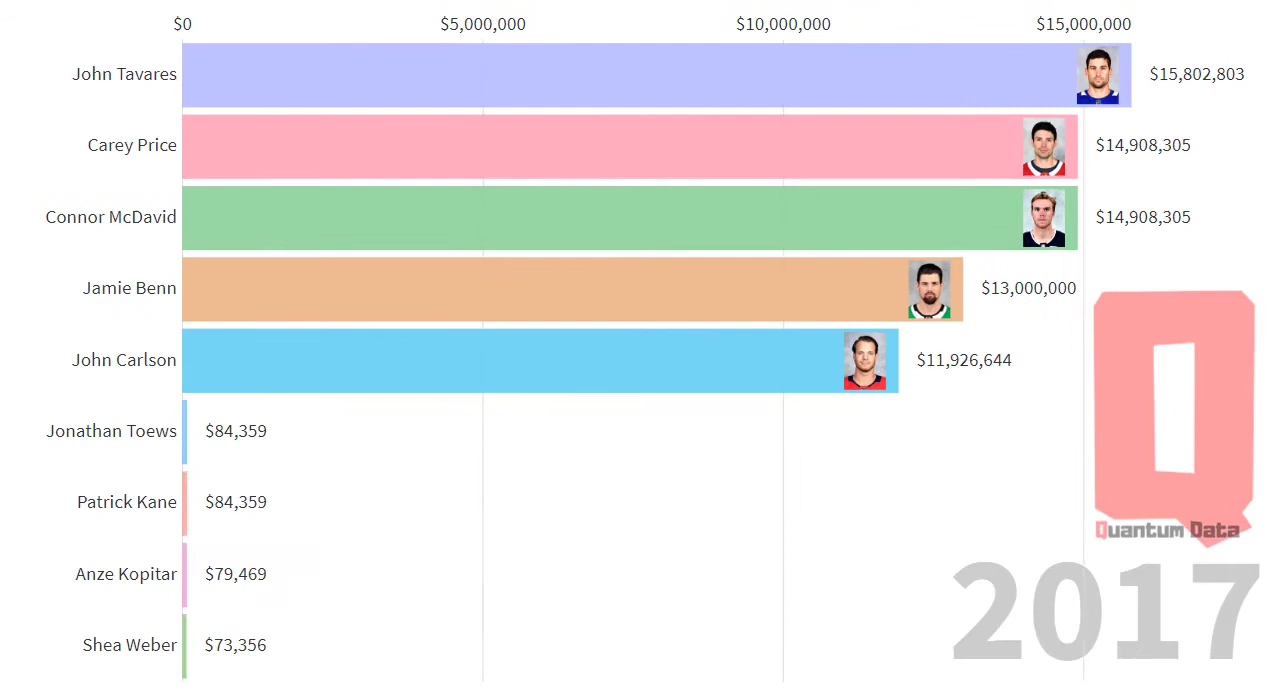 $0 $5,000,000 $10,000,000 $15,000,000
John Tavares $15,802,803
Carey Price $14,908,305
Connor McDavid $14,908,305
Jamie Benn $13,000,000
John Carlson $11,926,644
Jonathan Toews $84,359
Patrick Kane $84,359
Quantum Data
Anze Kopitar $79,469
Shea Weber $73,356
2017